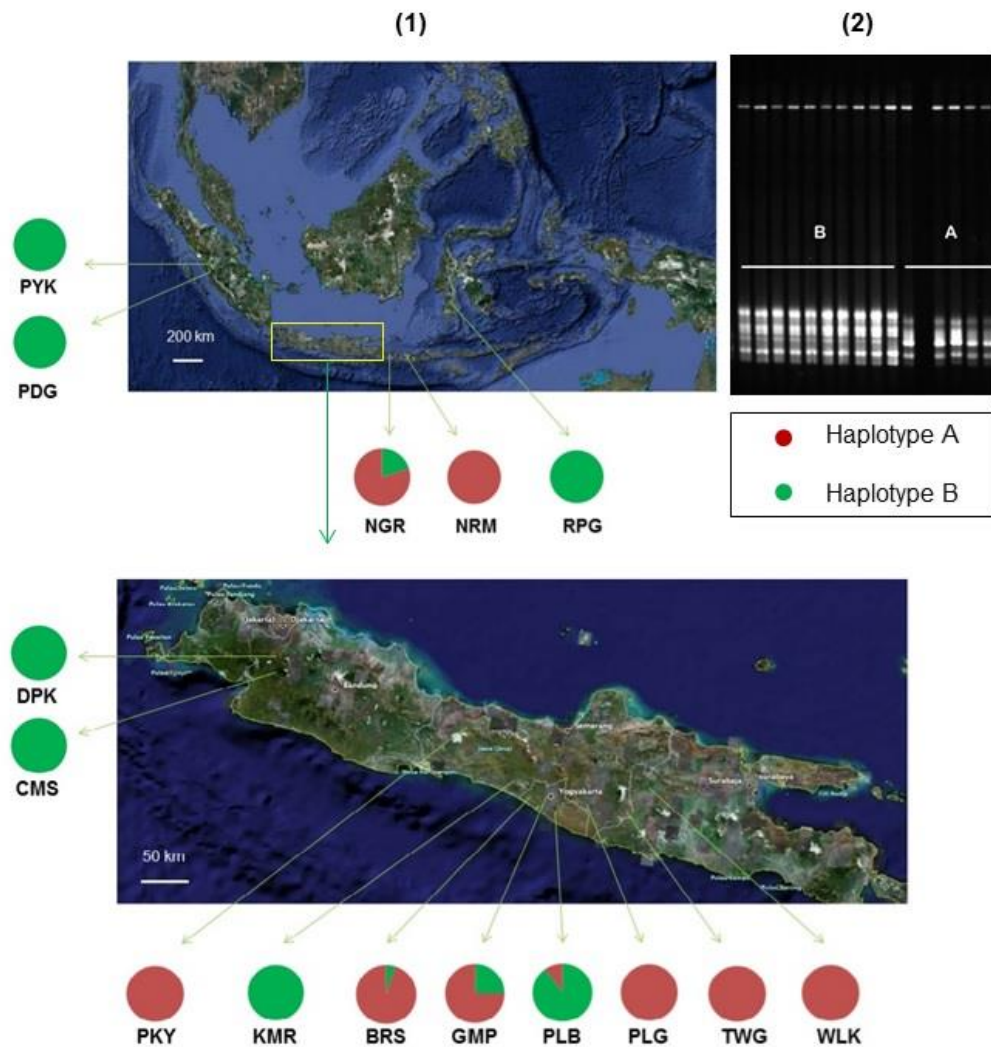 (1)
(2)
B
A
PYK
PDG
200 km
NGR
NRM
RPG
Haplotype A
Haplotype B
DPK
CMS
Bandung
Semarang
Yogyakarta
Surabaya
50 km
PKY
KMR
BRS
GMP
PLB
PLG
TWG
WLK